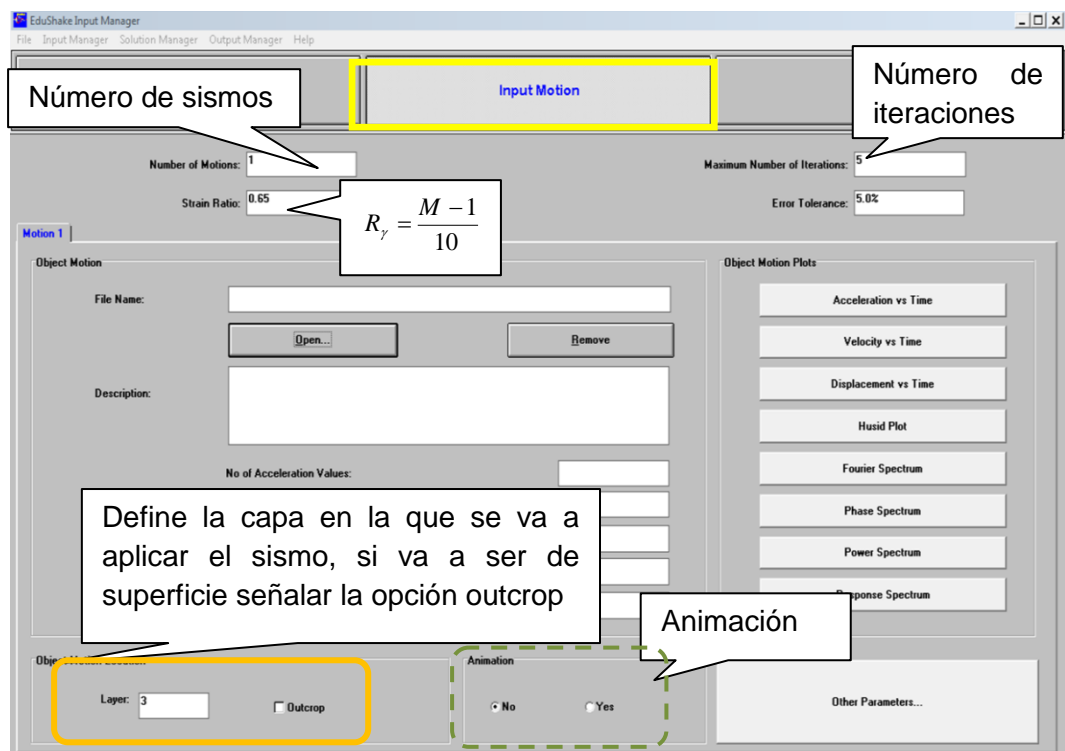 EduShake Input Manager
File Input Manager Solution Manager Output Manager Help
Número de sismos
Input Motion
Número de
iteraciones
Number of Motions: 1
Maximum Number of Iterations: 5
Strain Ratio: 0.65
Error Tolerance: 5.0%
R_γ = (M − 1) / 10
Motion 1
Object Motion
Object Motion Plots
File Name:
Acceleration vs Time
Open...
Remove
Velocity vs Time
Description:
Displacement vs Time
Husid Plot
No of Acceleration Values:
Fourier Spectrum
Define la capa en la que se va a
aplicar el sismo, si va a ser de
superficie señalar la opción outcrop
Phase Spectrum
Power Spectrum
Response Spectrum
Animación
Object Motion Location
Animation
Layer: 3
Outcrop
No
Yes
Other Parameters...